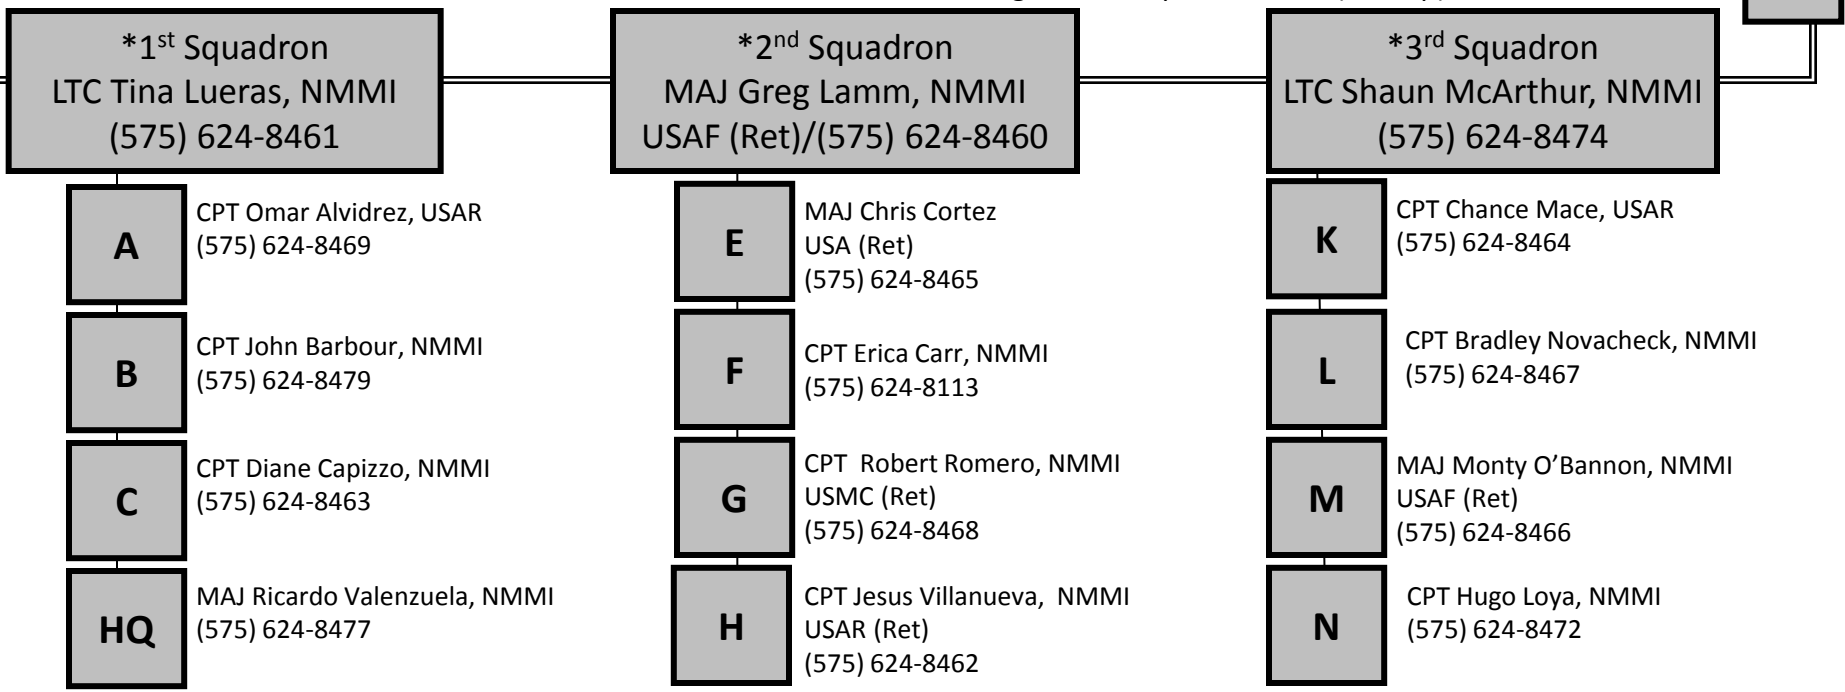 *1st Squadron
LTC Tina Lueras, NMMI
(575) 624-8461
A
CPT Omar Alvidrez, USAR
(575) 624-8469
B
CPT John Barbour, NMMI
(575) 624-8479
C
CPT Diane Capizzo, NMMI
(575) 624-8463
HQ
MAJ Ricardo Valenzuela, NMMI
(575) 624-8477
*2nd Squadron
MAJ Greg Lamm, NMMI
USAF (Ret)/(575) 624-8460
E
MAJ Chris Cortez
USA (Ret)
(575) 624-8465
F
CPT Erica Carr, NMMI
(575) 624-8113
G
CPT  Robert Romero, NMMI
USMC (Ret)
(575) 624-8468
H
CPT Jesus Villanueva,  NMMI
USAR (Ret)
(575) 624-8462
*3rd Squadron
LTC Shaun McArthur, NMMI
(575) 624-8474
K
CPT Chance Mace, USAR
(575) 624-8464
L
CPT Bradley Novacheck, NMMI
(575) 624-8467
M
MAJ Monty O’Bannon, NMMI
USAF (Ret)
(575) 624-8466
N
CPT Hugo Loya, NMMI
(575) 624-8472